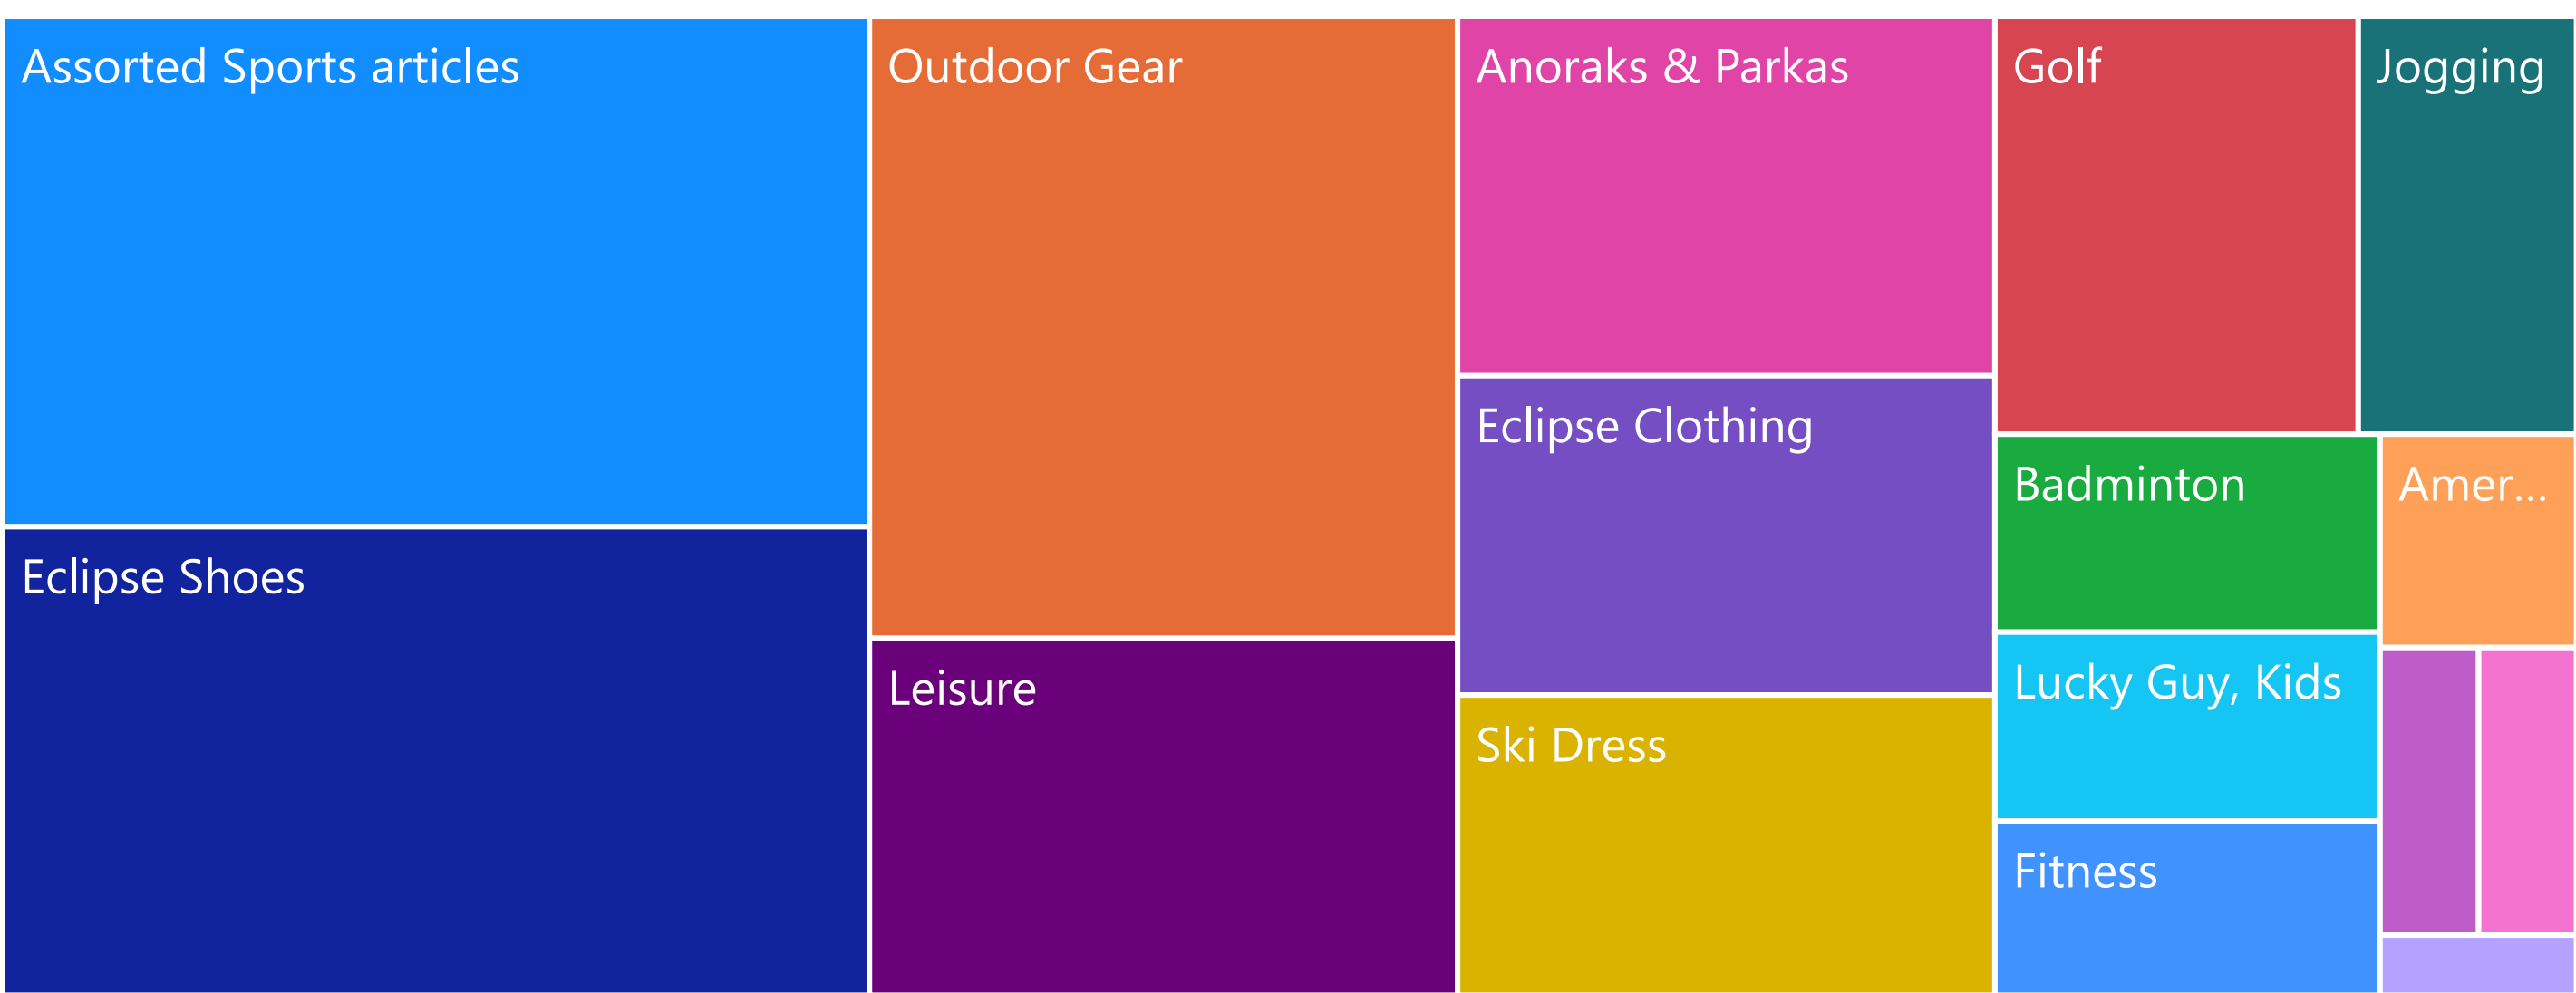 Assorted Sports articles
Eclipse Shoes
Outdoor Gear
Leisure
Anoraks & Parkas
Eclipse Clothing
Ski Dress
Golf
Jogging
Badminton
Amer...
Lucky Guy, Kids
Fitness